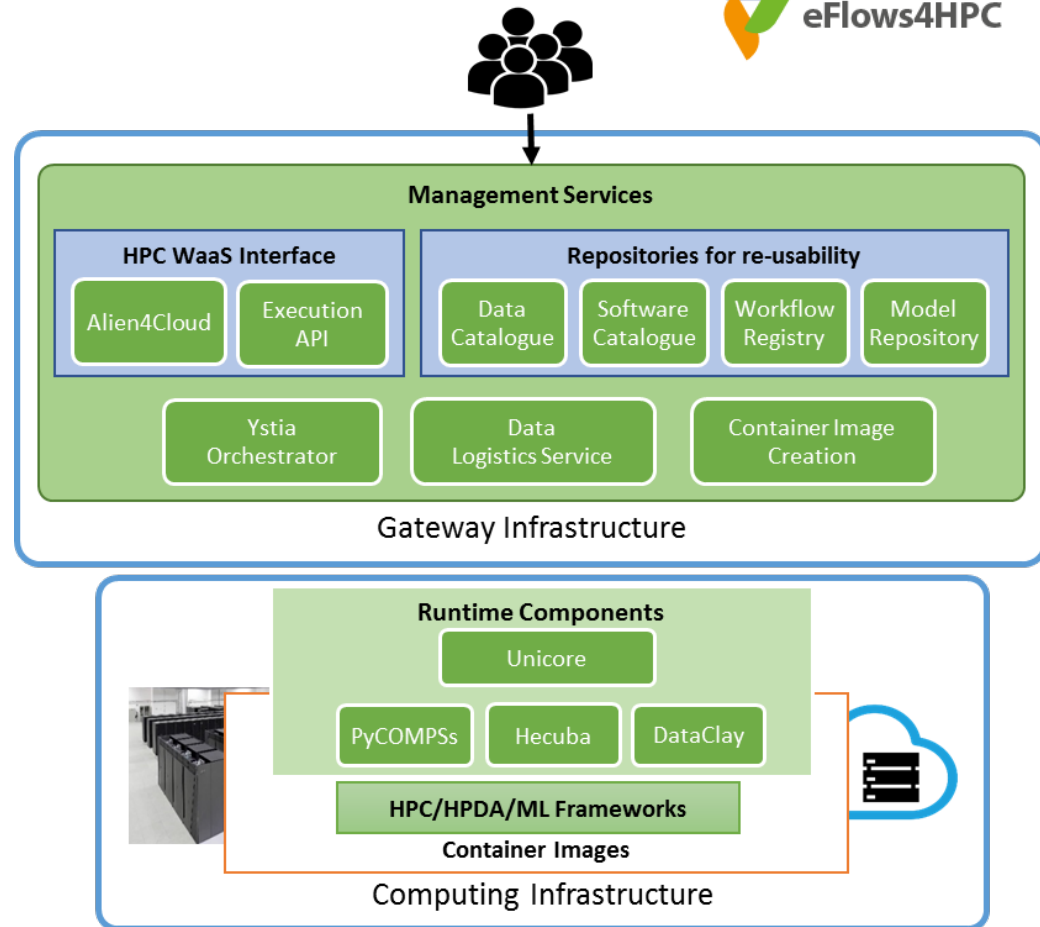 eFlows4HPC
Management Services
HPC WaaS Interface
Alien4Cloud
Execution
API
Repositories for re-usability
Data
Catalogue
Software
Catalogue
Workflow
Registry
Model
Repository
Ystia
Orchestrator
Data
Logistics Service
Container Image
Creation
Gateway Infrastructure
Runtime Components
Unicore
PyCOMPSs
Hecuba
DataClay
HPC/HPDA/ML Frameworks
Container Images
Computing Infrastructure